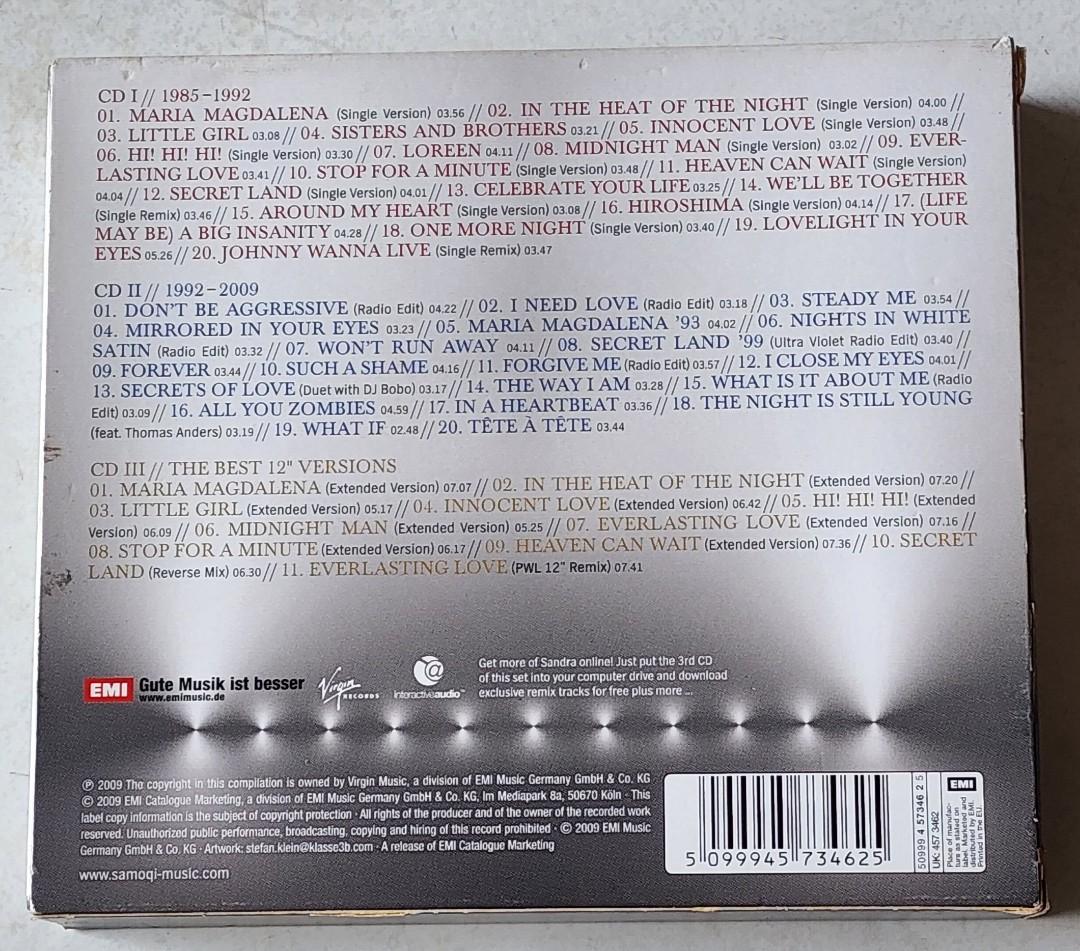 CD I // 1985–1992
01. MARIA MAGDALENA (Single Version) 03.56 // 02. IN THE HEAT OF THE NIGHT (Single Version) 04.00 //
03. LITTLE GIRL 03.08 // 04. SISTERS AND BROTHERS 03.21 // 05. INNOCENT LOVE (Single Version) 03.48 //
06. HI! HI! HI! (Single Version) 03.30 // 07. LOREEN 04.11 // 08. MIDNIGHT MAN (Single Version) 03.02 // 09. EVER-
LASTING LOVE 03.41 // 10. STOP FOR A MINUTE (Single Version) 03.48 // 11. HEAVEN CAN WAIT (Single Version)
04.04 // 12. SECRET LAND (Single Version) 04.01 // 13. CELEBRATE YOUR LIFE 03.25 // 14. WE'LL BE TOGETHER
(Single Remix) 03.46 // 15. AROUND MY HEART (Single Version) 03.08 // 16. HIROSHIMA (Single Version) 04.14 // 17. (LIFE
MAY BE) A BIG INSANITY 04.28 // 18. ONE MORE NIGHT (Single Version) 03.40 // 19. LOVELIGHT IN YOUR
EYES 05.26 // 20. JOHNNY WANNA LIVE (Single Remix) 03.47
CD II // 1992–2009
01. DON'T BE AGGRESSIVE (Radio Edit) 04.22 // 02. I NEED LOVE (Radio Edit) 03.18 // 03. STEADY ME 03.54 //
04. MIRRORED IN YOUR EYES 03.23 // 05. MARIA MAGDALENA '93 04.02 // 06. NIGHTS IN WHITE
SATIN (Radio Edit) 03.32 // 07. WON'T RUN AWAY 04.11 // 08. SECRET LAND '99 (Ultra Violet Radio Edit) 03.40 //
09. FOREVER 03.44 // 10. SUCH A SHAME 04.16 // 11. FORGIVE ME (Radio Edit) 03.57 // 12. I CLOSE MY EYES 04.01 //
13. SECRETS OF LOVE (Duet with DJ Bobo) 03.17 // 14. THE WAY I AM 03.28 // 15. WHAT IS IT ABOUT ME (Radio
Edit) 03.09 // 16. ALL YOU ZOMBIES 04.59 // 17. IN A HEARTBEAT 03.36 // 18. THE NIGHT IS STILL YOUNG
(feat. Thomas Anders) 03.19 // 19. WHAT IF 02.48 // 20. TÊTE À TÊTE 03.44
CD III // THE BEST 12" VERSIONS
01. MARIA MAGDALENA (Extended Version) 07.07 // 02. IN THE HEAT OF THE NIGHT (Extended Version) 07.20 //
03. LITTLE GIRL (Extended Version) 05.17 // 04. INNOCENT LOVE (Extended Version) 06.42 // 05. HI! HI! HI! (Extended
Version) 06.09 // 06. MIDNIGHT MAN (Extended Version) 05.25 // 07. EVERLASTING LOVE (Extended Version) 07.16 //
08. STOP FOR A MINUTE (Extended Version) 06.17 // 09. HEAVEN CAN WAIT (Extended Version) 07.36 // 10. SECRET
LAND (Reverse Mix) 06.30 // 11. EVERLASTING LOVE (PWL 12" Remix) 07.41
EMI Gute Musik ist besser
www.emimusic.de
Virgin RECORDS
interactiveaudio™
Get more of Sandra online! Just put the 3rd CD
of this set into your computer drive and download
exclusive remix tracks for free plus more ...
℗ 2009 The copyright in this compilation is owned by Virgin Music, a division of EMI Music Germany GmbH & Co. KG
© 2009 EMI Catalogue Marketing, a division of EMI Music Germany GmbH & Co. KG, Im Mediapark 8a, 50670 Köln · This
label copy information is the subject of copyright protection · All rights of the producer and of the owner of the recorded work
reserved. Unauthorized public performance, broadcasting, copying and hiring of this record prohibited · © 2009 EMI Music
Germany GmbH & Co. KG · Artwork: stefan.klein@klasse3b.com · A release of EMI Catalogue Marketing
www.samoqi-music.com
5 099945 734625
50999 4 57346 2 5
UK: 4573462
EMI
Place of manufac-
ture as stated on
label. Marketed and
distributed by EMI.
Printed in the EU.